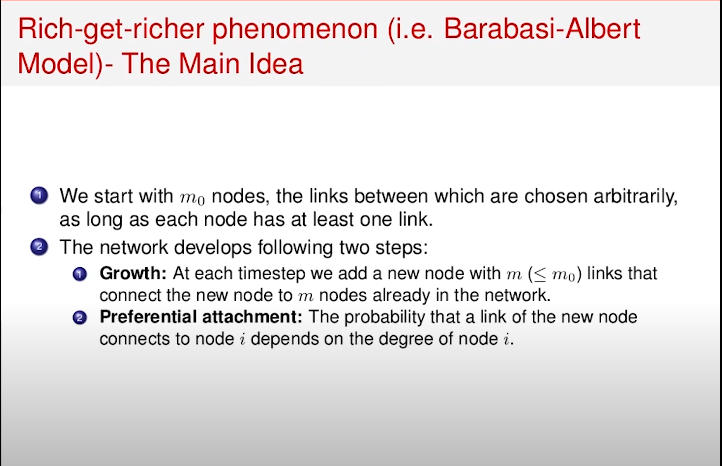 Rich-get-richer phenomenon (i.e. Barabasi-Albert
Model)- The Main Idea
1 We start with m₀ nodes, the links between which are chosen arbitrarily,
as long as each node has at least one link.
2 The network develops following two steps:
1 Growth: At each timestep we add a new node with m (≤ m₀) links that
connect the new node to m nodes already in the network.
2 Preferential attachment: The probability that a link of the new node
connects to node i depends on the degree of node i.